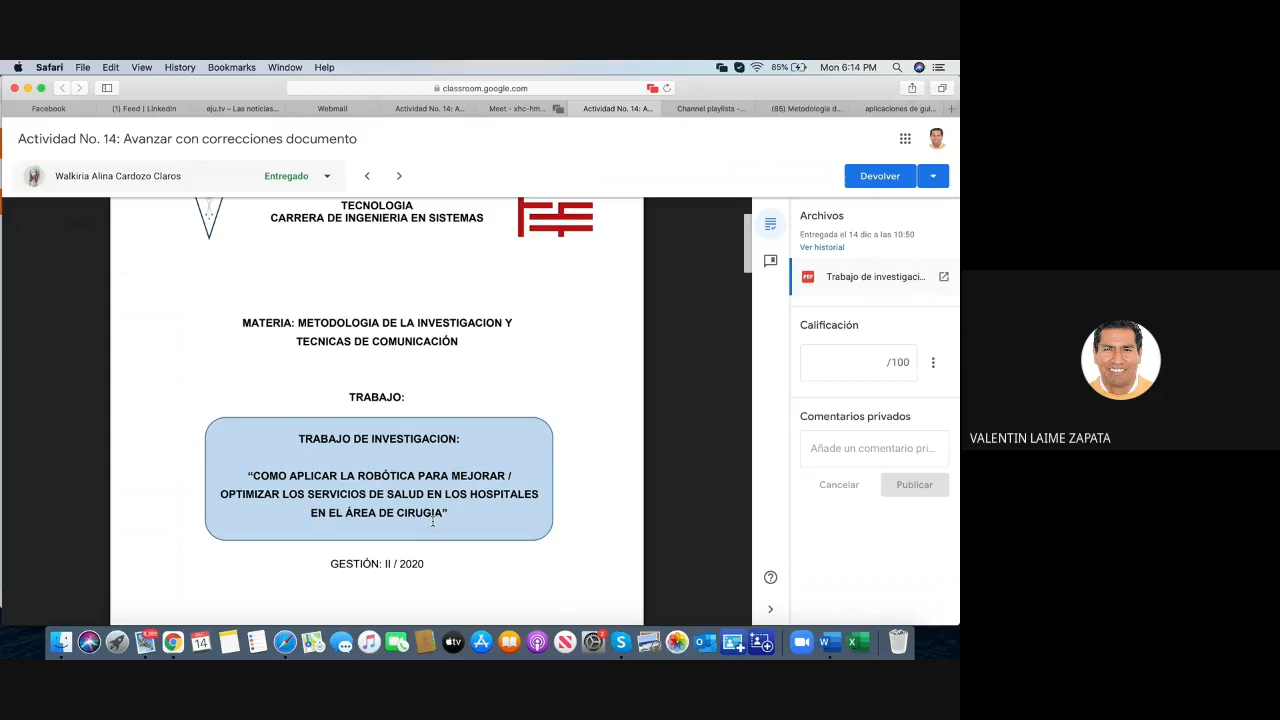 Safari File Edit View History Bookmarks Window Help
85% Mon 6:14 PM
classroom.google.com
Facebook
(1) Feed | LinkedIn
eju.tv – Las noticias...
Webmail
Actividad No. 14: A...
Meet – xhc-hm...
Actividad No. 14: A...
Channel playlists -...
(85) Metodologia d...
aplicaciones de gui...
Actividad No. 14: Avanzar con correcciones documento
Walkiria Alina Cardozo Claros
Entregado
Devolver
TECNOLOGIA
CARRERA DE INGENIERIA EN SISTEMAS
MATERIA: METODOLOGIA DE LA INVESTIGACION Y
TECNICAS DE COMUNICACIÓN
TRABAJO:
TRABAJO DE INVESTIGACION:
“COMO APLICAR LA ROBÓTICA PARA MEJORAR /
OPTIMIZAR LOS SERVICIOS DE SALUD EN LOS HOSPITALES
EN EL ÁREA DE CIRUGIA”
GESTIÓN: II / 2020
Archivos
Entregada el 14 dic a las 10:50
Ver historial
PDF
Trabajo de investigaci...
Calificación
/100
Comentarios privados
Añade un comentario pri...
Cancelar
Publicar
VALENTIN LAIME ZAPATA
14
tv